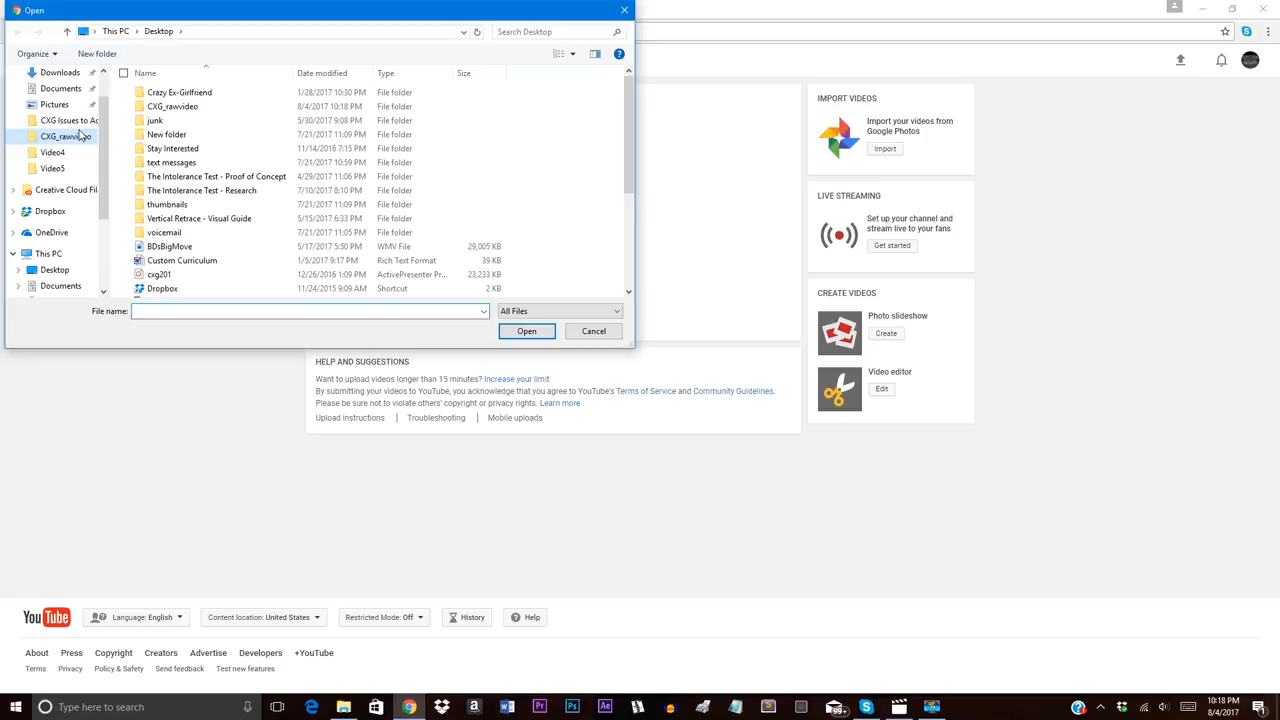 Open
This PC > Desktop >
Search Desktop
Organize
New folder
Downloads
Documents
Pictures
CXG Issues to Ad
CXG_rawvideo
Video4
Video5
Creative Cloud Fil
Dropbox
OneDrive
This PC
Desktop
Documents
Name Date modified Type Size
Crazy Ex-Girlfriend 1/28/2017 10:30 PM File folder
CXG_rawvideo 8/4/2017 10:18 PM File folder
junk 5/30/2017 9:08 PM File folder
New folder 7/21/2017 11:03 PM File folder
Stay Interested 11/14/2016 7:15 PM File folder
text messages 7/21/2017 10:59 PM File folder
The Intolerance Test - Proof of Concept 4/29/2017 11:06 PM File folder
The Intolerance Test - Research 7/10/2017 8:10 PM File folder
thumbnails 7/21/2017 11:09 PM File folder
Vertical Retrace - Visual Guide 5/15/2017 6:33 PM File folder
voicemail 7/21/2017 11:05 PM File folder
BDsBigMove 5/17/2017 5:50 PM WMV File 29,005 KB
Custom Curriculum 1/5/2017 9:17 PM Rich Text Format 39 KB
cxg201 12/26/2016 1:09 PM ActivePresenter Pr... 23,233 KB
Dropbox 11/24/2015 9:09 AM Shortcut 2 KB
File name:
All Files
Open
Cancel
IMPORT VIDEOS
Import your videos from
Google Photos
Import
LIVE STREAMING
Set up your channel and
stream live to your fans
Get started
CREATE VIDEOS
Photo slideshow
Create
Video editor
Edit
HELP AND SUGGESTIONS
Want to upload videos longer than 15 minutes? Increase your limit
By submitting your videos to YouTube, you acknowledge that you agree to YouTube's Terms of Service and Community Guidelines.
Please be sure not to violate others' copyright or privacy rights. Learn more
Upload instructions | Troubleshooting | Mobile uploads
YouTube
Language: English
Content location: United States
Restricted Mode: Off
History
Help
About Press Copyright Creators Advertise Developers +YouTube
Terms Privacy Policy & Safety Send feedback Test new features
Type here to search
99+
10:18 PM
8/4/2017